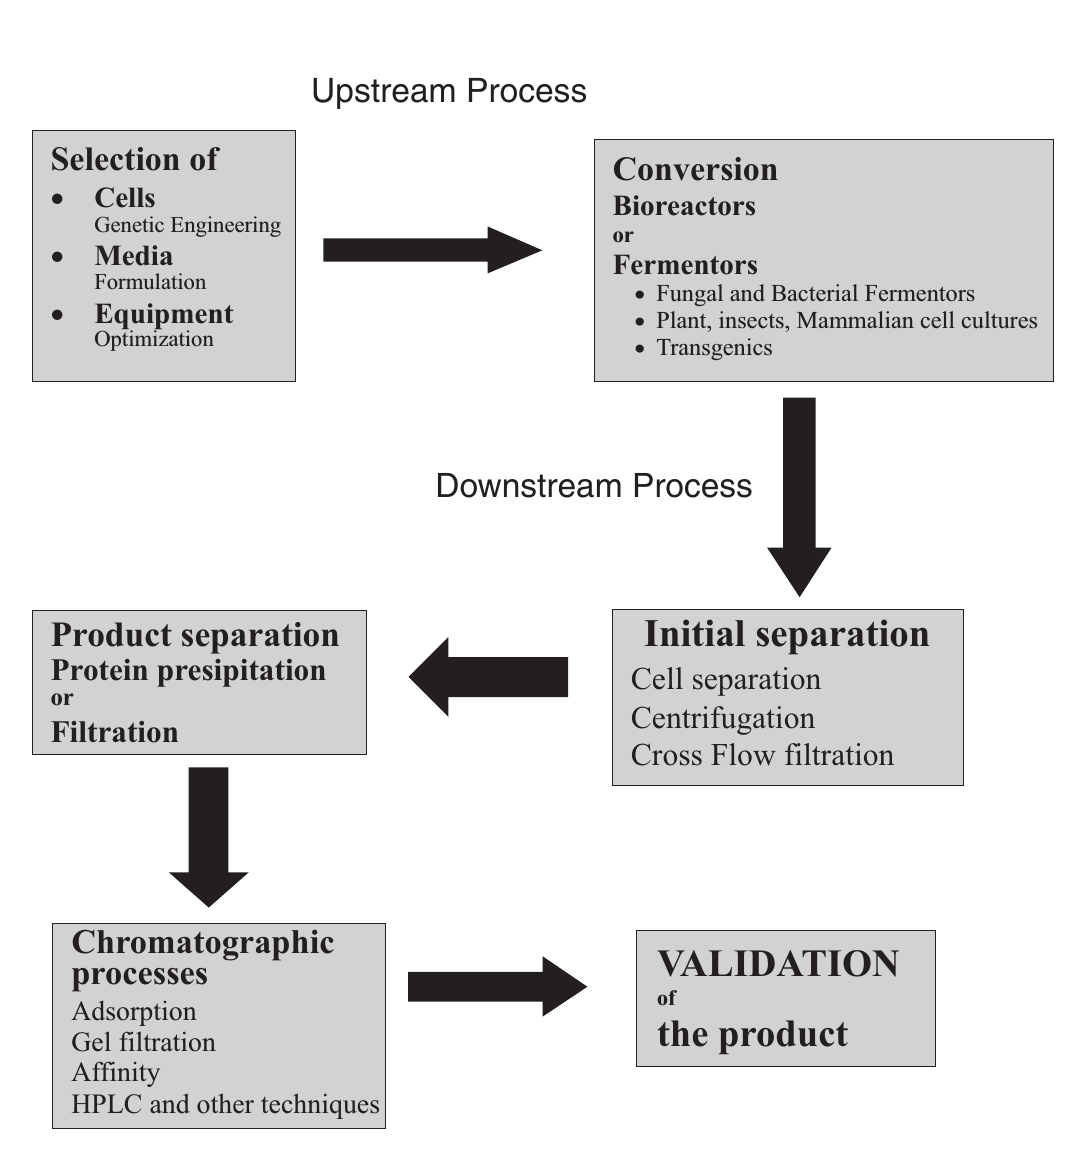 Upstream Process
Selection of
• Cells
Genetic Engineering
• Media
Formulation
• Equipment
Optimization
Conversion
Bioreactors
or
Fermentors
• Fungal and Bacterial Fermentors
• Plant, insects, Mammalian cell cultures
• Transgenics
Downstream Process
Initial separation
Cell separation
Centrifugation
Cross Flow filtration
Product separation
Protein presipitation
or
Filtration
Chromatographic
processes
Adsorption
Gel filtration
Affinity
HPLC and other techniques
VALIDATION
of
the product